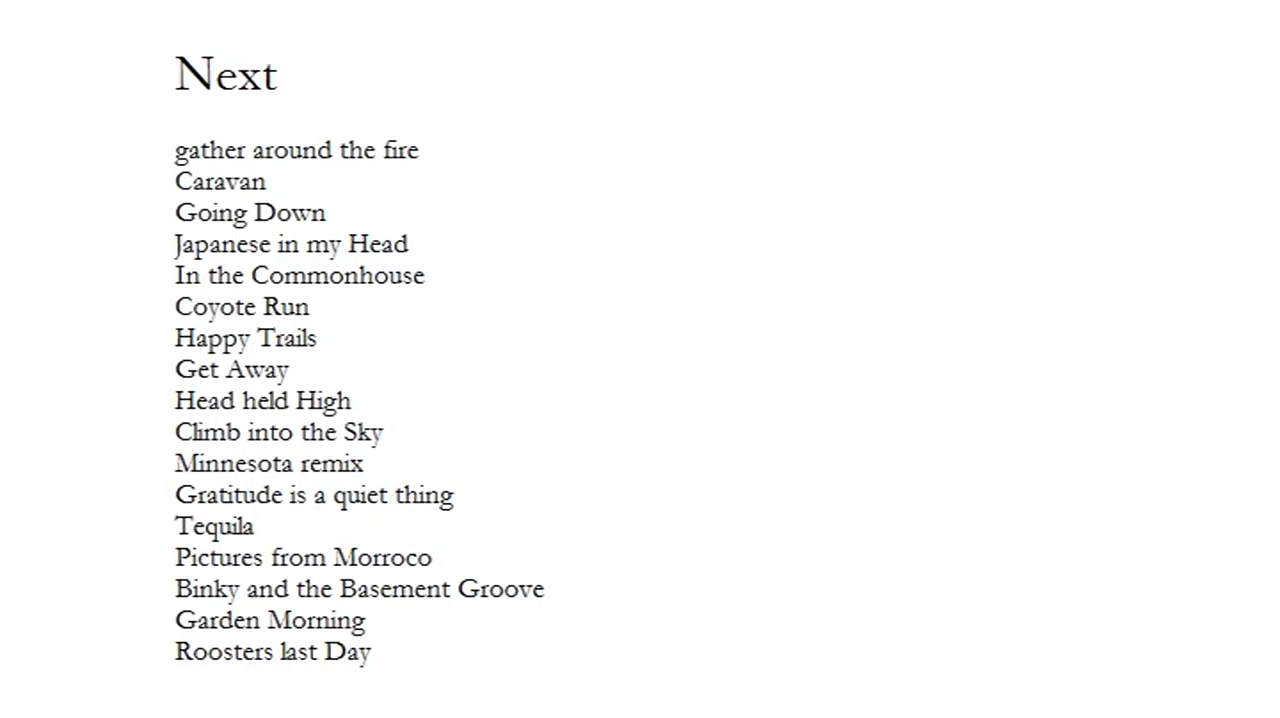 Next
gather around the fire
Caravan
Going Down
Japanese in my Head
In the Commonhouse
Coyote Run
Happy Trails
Get Away
Head held High
Climb into the Sky
Minnesota remix
Gratitude is a quiet thing
Tequila
Pictures from Morroco
Binky and the Basement Groove
Garden Morning
Roosters last Day